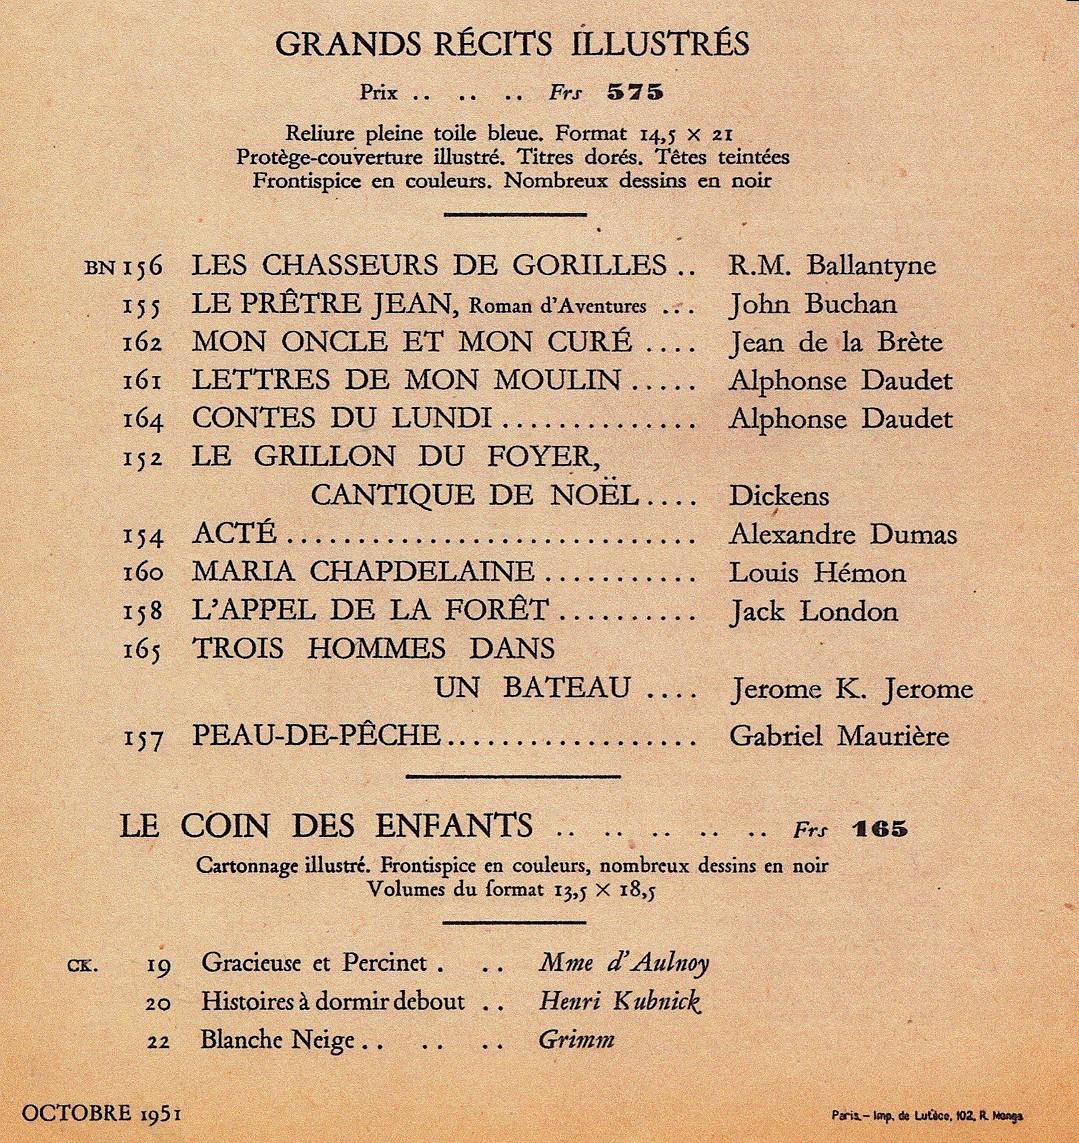 GRANDS RÉCITS ILLUSTRÉS
Prix .. .. .. Frs 575
Reliure pleine toile bleue. Format 14,5 × 21
Protège-couverture illustré. Titres dorés. Têtes teintées
Frontispice en couleurs. Nombreux dessins en noir
BN 156 LES CHASSEURS DE GORILLES .. R.M. Ballantyne
155 LE PRÊTRE JEAN, Roman d'Aventures ... John Buchan
162 MON ONCLE ET MON CURÉ .... Jean de la Brète
161 LETTRES DE MON MOULIN ..... Alphonse Daudet
164 CONTES DU LUNDI .............. Alphonse Daudet
152 LE GRILLON DU FOYER,
CANTIQUE DE NOËL .... Dickens
154 ACTÉ ............................. Alexandre Dumas
160 MARIA CHAPDELAINE ........... Louis Hémon
158 L'APPEL DE LA FORÊT .......... Jack London
165 TROIS HOMMES DANS
UN BATEAU .... Jerome K. Jerome
157 PEAU-DE-PÊCHE .................. Gabriel Maurière
LE COIN DES ENFANTS .. .. .. .. .. Frs 165
Cartonnage illustré. Frontispice en couleurs, nombreux dessins en noir
Volumes du format 13,5 × 18,5
CK. 19 Gracieuse et Percinet . .. Mme d'Aulnoy
20 Histoires à dormir debout .. Henri Kubnick
22 Blanche Neige .. .. .. Grimm
OCTOBRE 1951
Paris. – Imp. de Lutèce, 102, R. Monga